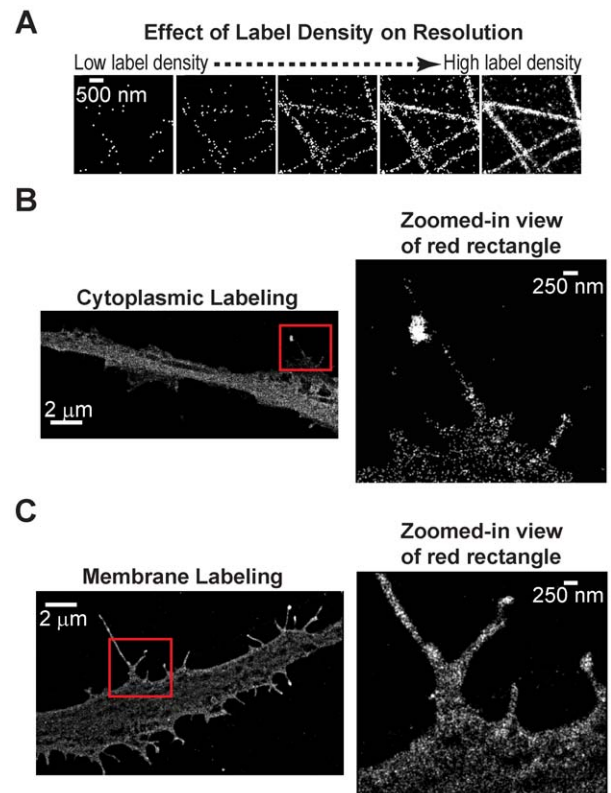 A
Effect of Label Density on Resolution
Low label density
High label density
500 nm
B
Cytoplasmic Labeling
2 μm
Zoomed-in view
of red rectangle
250 nm
C
Membrane Labeling
2 μm
Zoomed-in view
of red rectangle
250 nm